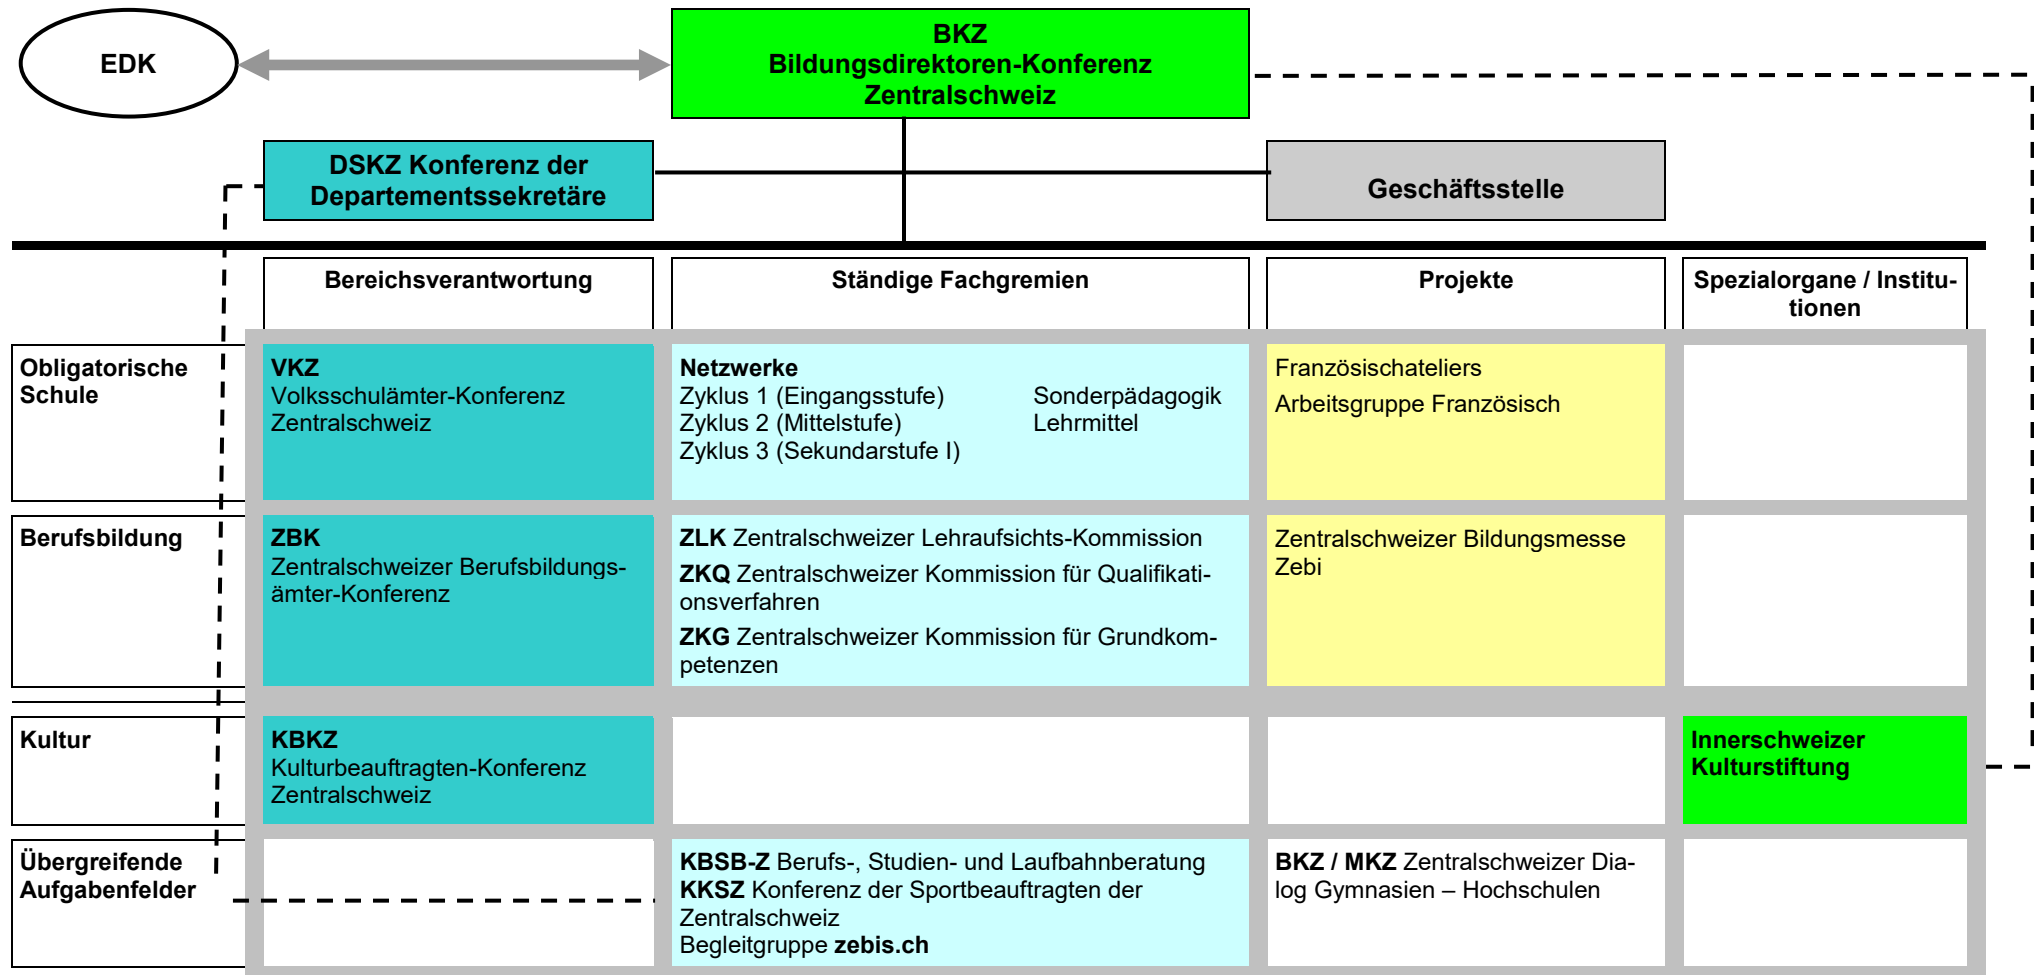 EDK
BKZ
Bildungsdirektoren-Konferenz
Zentralschweiz
DSKZ Konferenz der
Departementssekretäre
Geschäftsstelle
Bereichsverantwortung
Ständige Fachgremien
Projekte
Spezialorgane / Institu-
tionen
Obligatorische
Schule
VKZ
Volksschulämter-Konferenz
Zentralschweiz
Netzwerke
Zyklus 1 (Eingangsstufe) Sonderpädagogik
Zyklus 2 (Mittelstufe) Lehrmittel
Zyklus 3 (Sekundarstufe I)
Französischateliers
Arbeitsgruppe Französisch
Berufsbildung
ZBK
Zentralschweizer Berufsbildungs-
ämter-Konferenz
ZLK Zentralschweizer Lehraufsichts-Kommission
ZKQ Zentralschweizer Kommission für Qualifikati-
onsverfahren
ZKG Zentralschweizer Kommission für Grundkom-
petenzen
Zentralschweizer Bildungsmesse
Zebi
Kultur
KBKZ
Kulturbeauftragten-Konferenz
Zentralschweiz
Innerschweizer
Kulturstiftung
Übergreifende
Aufgabenfelder
KBSB-Z Berufs-, Studien- und Laufbahnberatung
KKSZ Konferenz der Sportbeauftragten der
Zentralschweiz
Begleitgruppe zebis.ch
BKZ / MKZ Zentralschweizer Dia-
log Gymnasien – Hochschulen